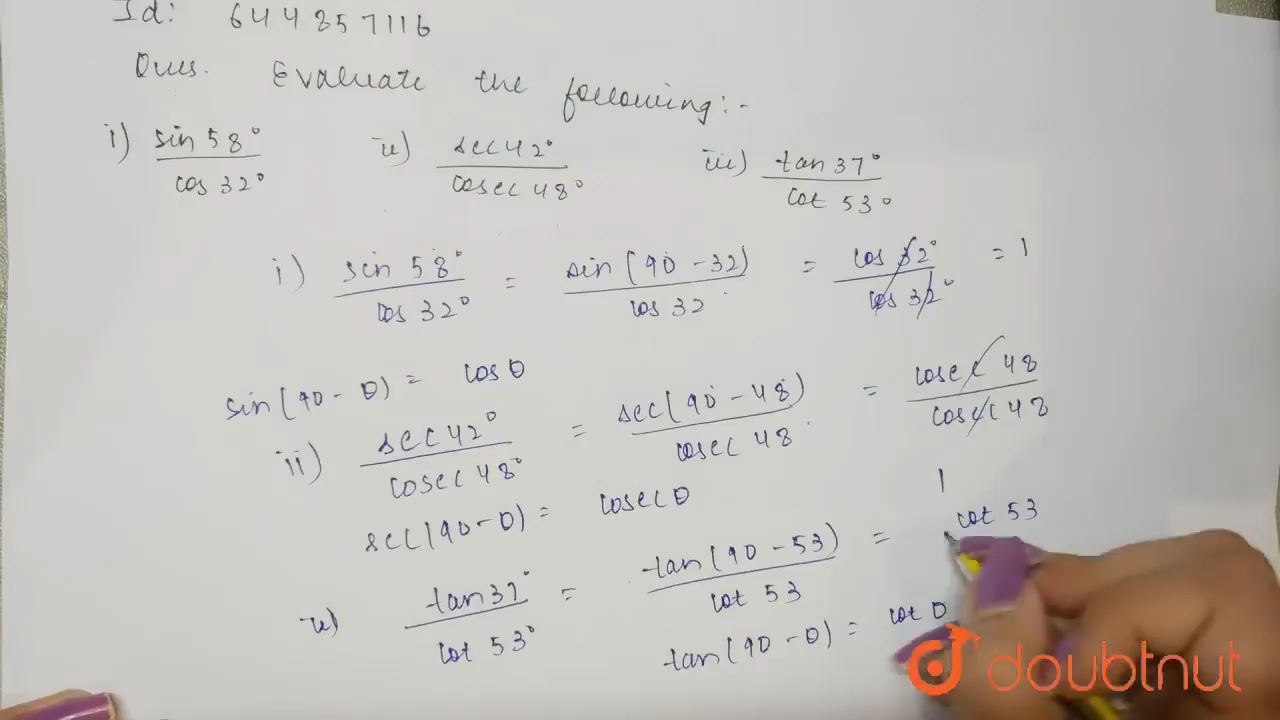 Id: 644857116
Ques. Evaluate the following:-
i) sin 58° / cos 32° ii) sec 42° / cosec 48° iii) tan 37° / cot 53°
i) sin 58° / cos 32° = sin (90 - 32) / cos 32 = cos 32° / cos 32° = 1
sin (90 - θ) = cos θ
ii) sec 42° / cosec 48° = sec (90 - 48) / cosec 48 = cosec 48 / cosec 48
1
sec (90 - θ) = cosec θ
tan 37° / cot 53° = tan (90 - 53) / cot 53 = cot 53
tan (90 - θ) = cot θ
doubtnut